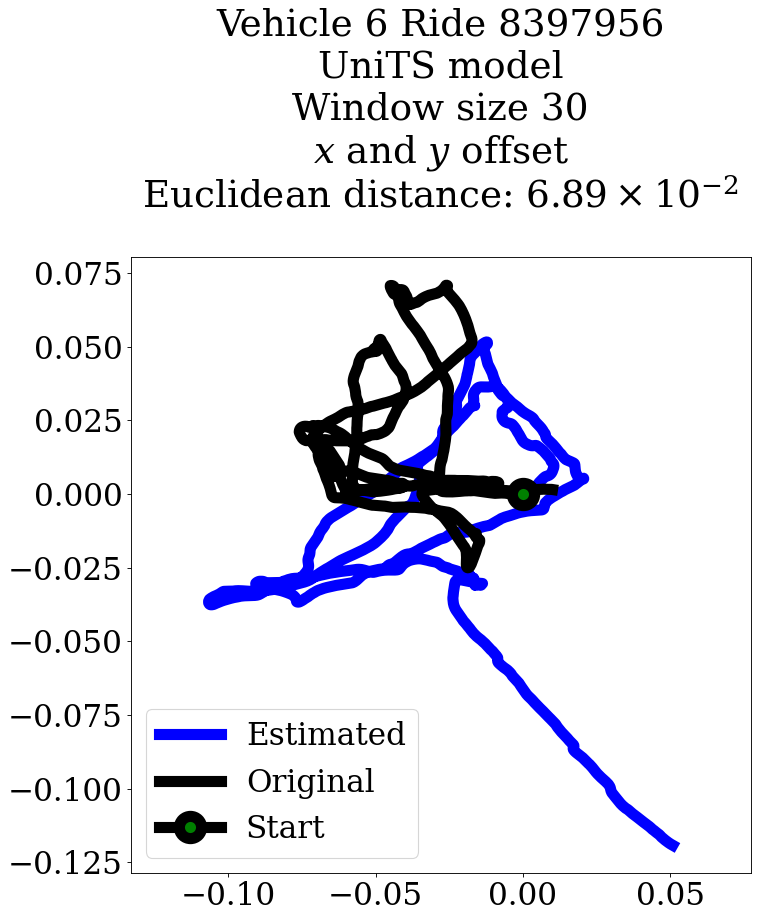 Vehicle 6 Ride 8397956
UniTS model
Window size 30
x and y offset
Euclidean distance: 6.89 × 10⁻²
0.075
0.050
0.025
0.000
−0.025
−0.050
−0.075
−0.100
−0.125
Estimated
Original
Start
−0.10 −0.05 0.00 0.05